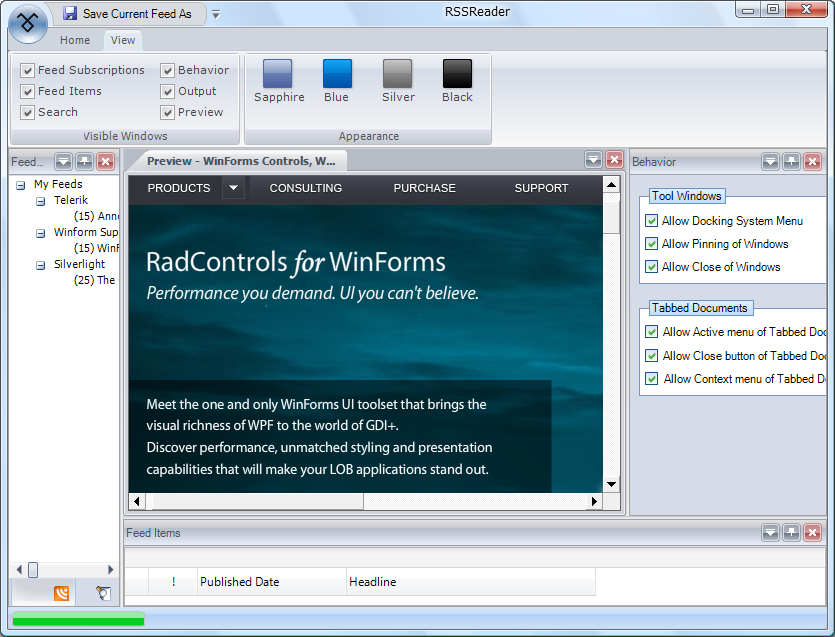 Save Current Feed As
RSSReader
Home View
Feed Subscriptions Behavior
Feed Items Output
Search Preview
Visible Windows
Sapphire Blue Silver Black
Appearance
Feed...
My Feeds
Telerik
(15) Anno
Winform Sup
(15) WinF
Silverlight
(25) The
Preview - WinForms Controls, W...
PRODUCTS CONSULTING PURCHASE SUPPORT
RadControls for WinForms
Performance you demand. UI you can't believe.
Meet the one and only WinForms UI toolset that brings the
visual richness of WPF to the world of GDI+.
Discover performance, unmatched styling and presentation
capabilities that will make your LOB applications stand out.
Behavior
Tool Windows
Allow Docking System Menu
Allow Pinning of Windows
Allow Close of Windows
Tabbed Documents
Allow Active menu of Tabbed Doc
Allow Close button of Tabbed Doc
Allow Context menu of Tabbed D
Feed Items
! Published Date Headline